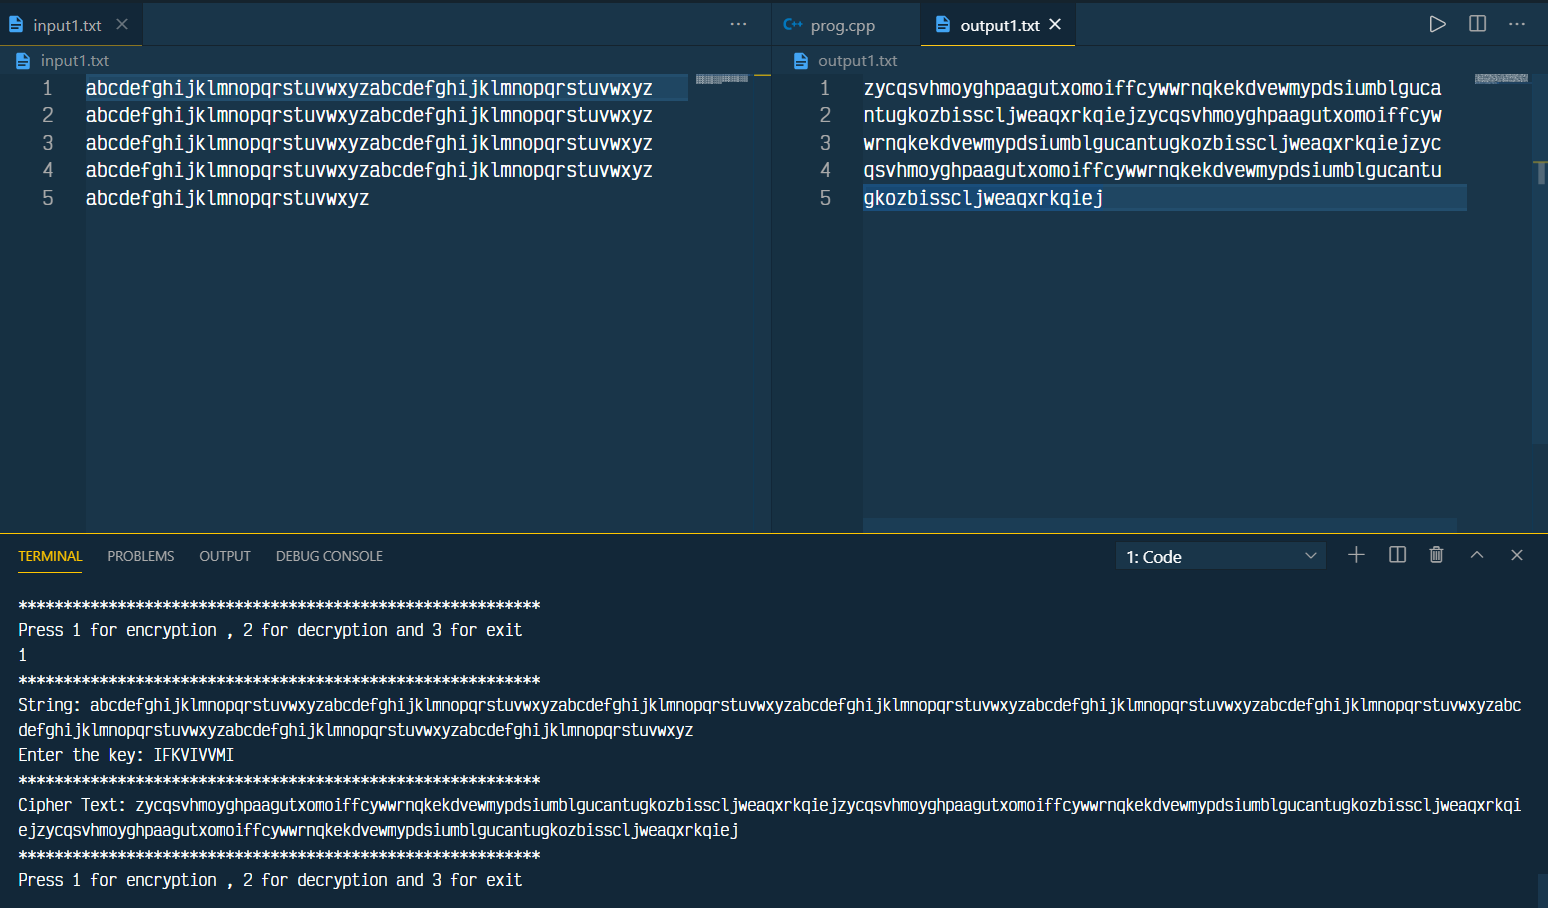 input1.txt
prog.cpp
output1.txt
input1.txt
output1.txt
1 abcdefghijklmnopqrstuvwxyzabcdefghijklmnopqrstuvwxyz
2 abcdefghijklmnopqrstuvwxyzabcdefghijklmnopqrstuvwxyz
3 abcdefghijklmnopqrstuvwxyzabcdefghijklmnopqrstuvwxyz
4 abcdefghijklmnopqrstuvwxyzabcdefghijklmnopqrstuvwxyz
5 abcdefghijklmnopqrstuvwxyz
1 zycqsvhmoyghpaagutxomoiffcywwrnqkekdvewmypdsiumblguca
2 ntugkozbisscljweaqxrkqiejzycqsvhmoyghpaagutxomoiffcyw
3 wrnqkekdvewmypdsiumblgucantugkozbisscljweaqxrkqiejzyc
4 qsvhmoyghpaagutxomoiffcywwrnqkekdvewmypdsiumblgucantu
5 gkozbisscljweaqxrkqiej
TERMINAL PROBLEMS OUTPUT DEBUG CONSOLE
1: Code
**********************************************************
Press 1 for encryption , 2 for decryption and 3 for exit
1
**********************************************************
String: abcdefghijklmnopqrstuvwxyzabcdefghijklmnopqrstuvwxyzabcdefghijklmnopqrstuvwxyzabcdefghijklmnopqrstuvwxyzabcdefghijklmnopqrstuvwxyzabcdefghijklmnopqrstuvwxyzabc
defghijklmnopqrstuvwxyzabcdefghijklmnopqrstuvwxyzabcdefghijklmnopqrstuvwxyz
Enter the key: IFKVIVVMI
**********************************************************
Cipher Text: zycqsvhmoyghpaagutxomoiffcywwrnqkekdvewmypdsiumblgucantugkozbisscljweaqxrkqiejzycqsvhmoyghpaagutxomoiffcywwrnqkekdvewmypdsiumblgucantugkozbisscljweaqxrkqi
ejzycqsvhmoyghpaagutxomoiffcywwrnqkekdvewmypdsiumblgucantugkozbisscljweaqxrkqiej
**********************************************************
Press 1 for encryption , 2 for decryption and 3 for exit